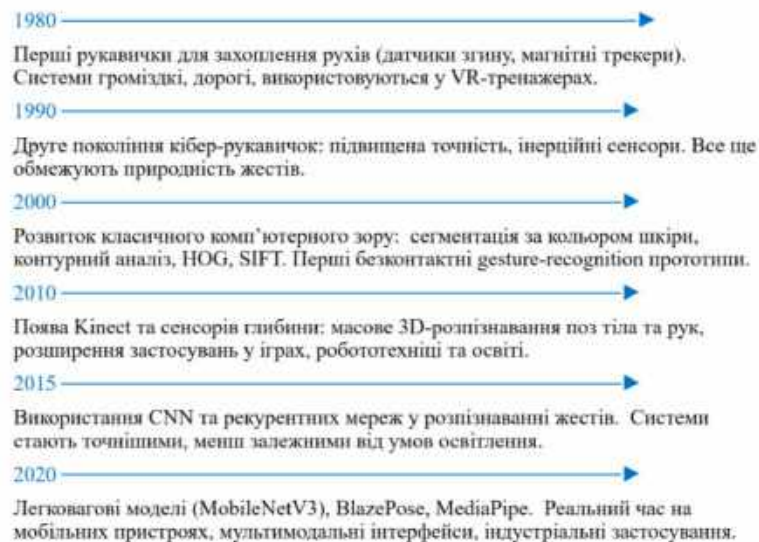 1980
Перші рукавички для захоплення рухів (датчики згину, магнітні трекери).
Системи громіздкі, дорогі, використовуються у VR-тренажерах.
1990
Друге покоління кібер-рукавичок: підвищена точність, інерційні сенсори. Все ще
обмежують природність жестів.
2000
Розвиток класичного комп’ютерного зору: сегментація за кольором шкіри,
контурний аналіз, HOG, SIFT. Перші безконтактні gesture-recognition прототипи.
2010
Поява Kinect та сенсорів глибини: масове 3D-розпізнавання поз тіла та рук,
розширення застосувань у іграх, робототехніці та освіті.
2015
Використання CNN та рекурентних мереж у розпізнаванні жестів. Системи
стають точнішими, менш залежними від умов освітлення.
2020
Легковагові моделі (MobileNetV3), BlazePose, MediaPipe. Реальний час на
мобільних пристроях, мультимодальні інтерфейси, індустріальні застосування.